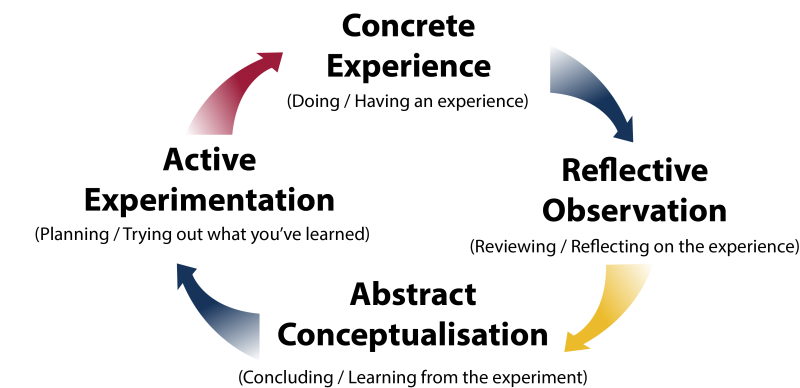 Concrete
Experience
(Doing / Having an experience)
Reflective
Observation
(Reviewing / Reflecting on the experience)
Abstract
Conceptualisation
(Concluding / Learning from the experiment)
Active
Experimentation
(Planning / Trying out what you’ve learned)